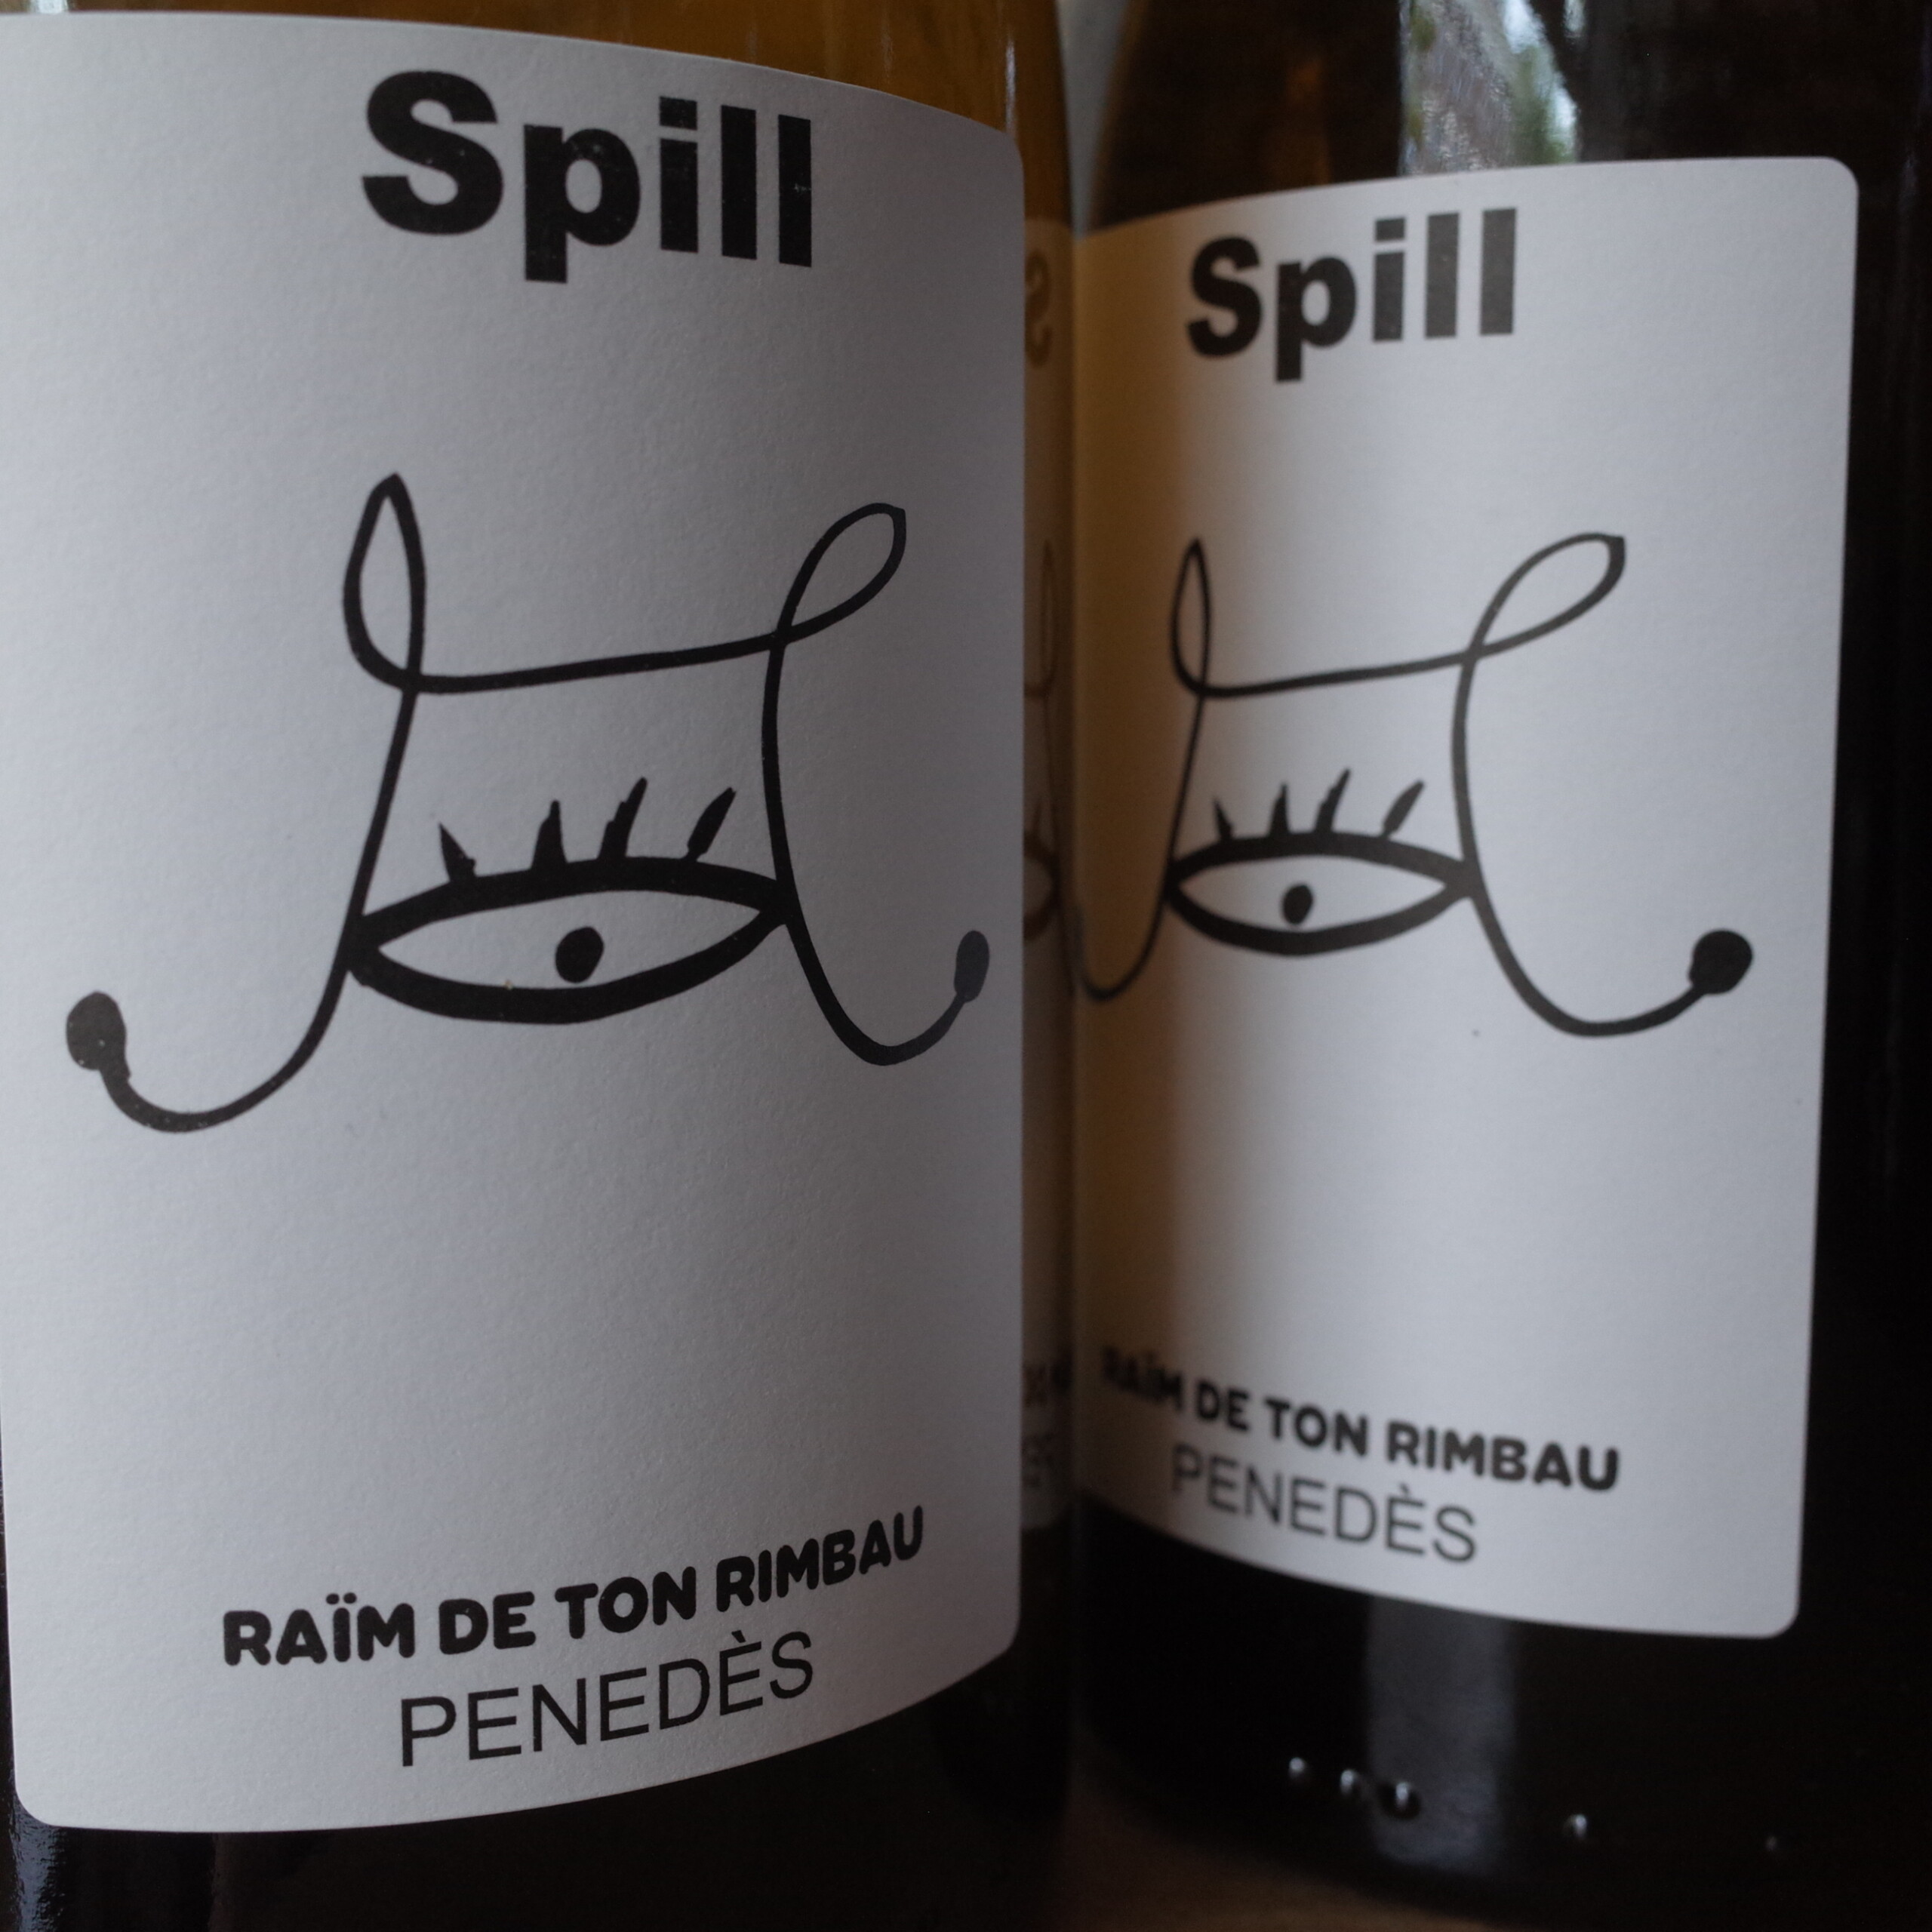 Spill
RAÏM DE TON RIMBAU
PENEDÈS
Spill
RAÏM DE TON RIMBAU
PENEDÈS